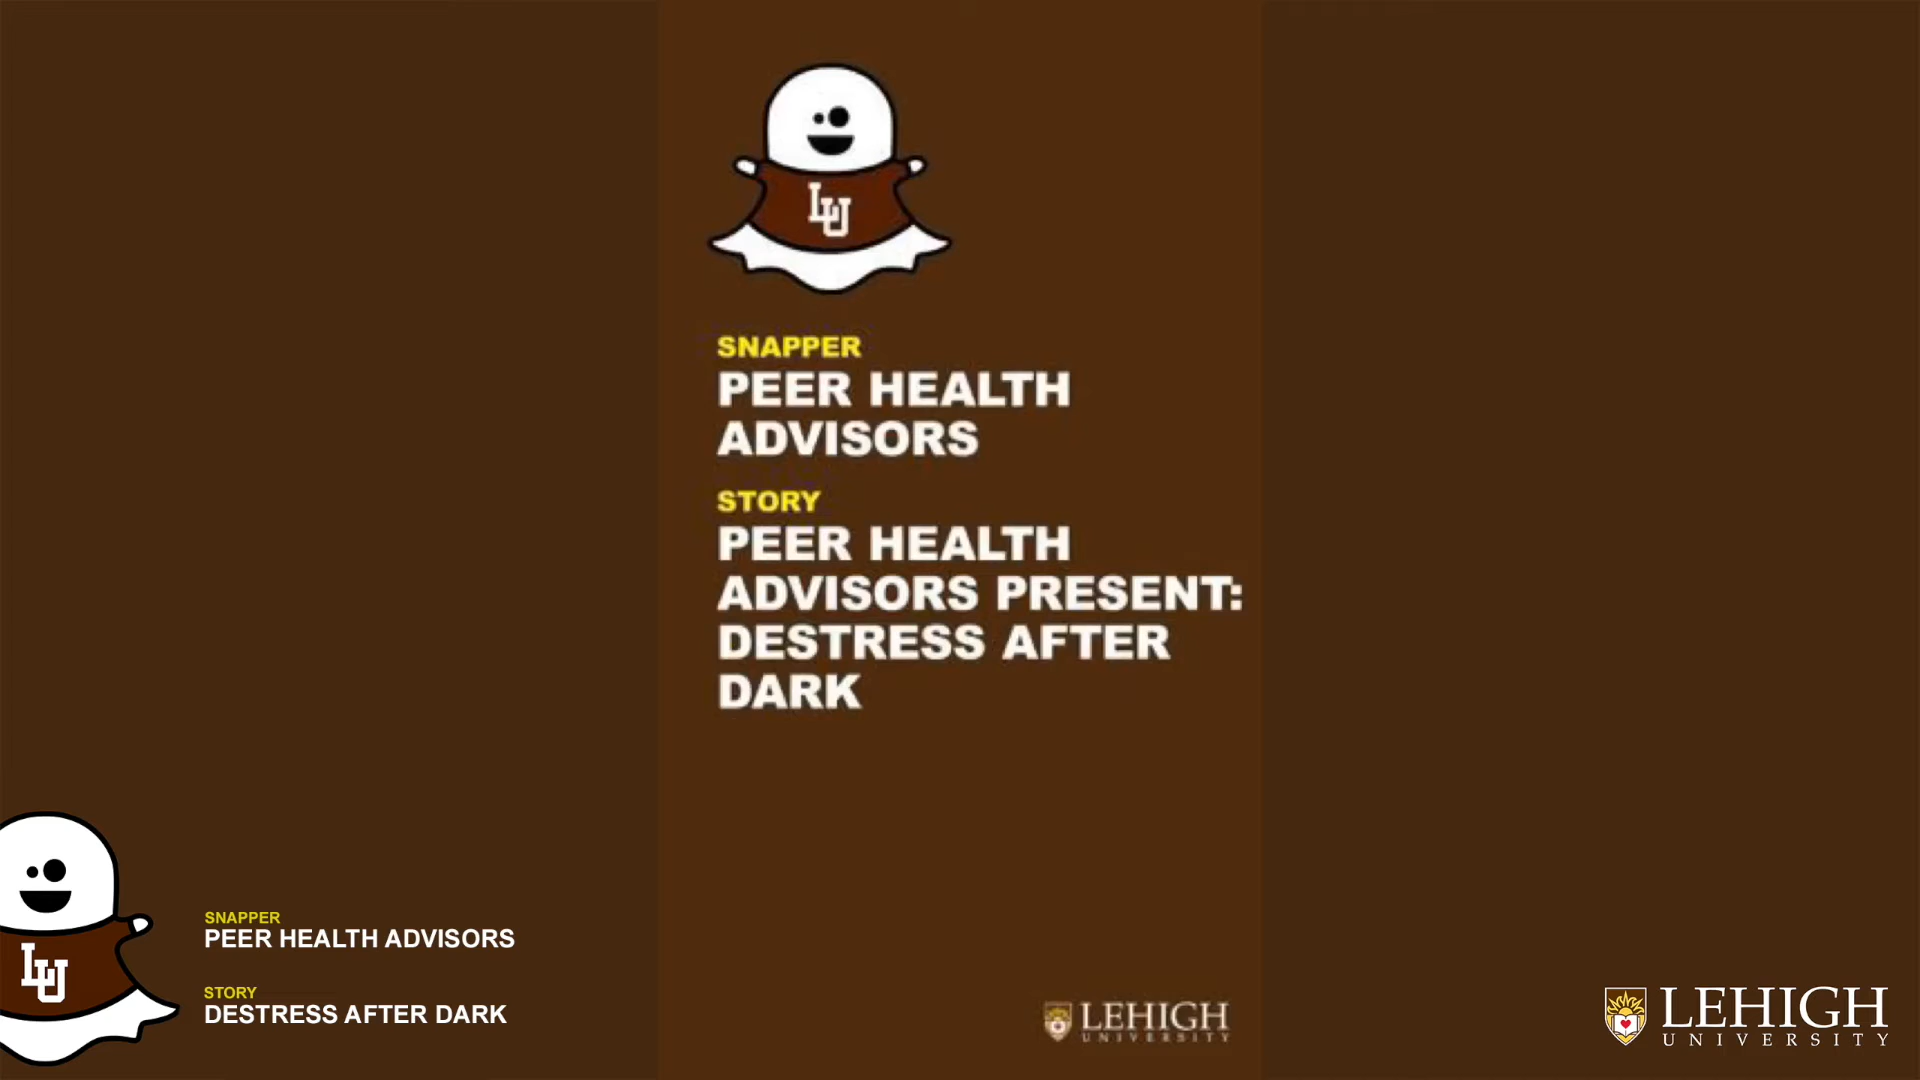 LU
SNAPPER
PEER HEALTH
ADVISORS
STORY
PEER HEALTH
ADVISORS PRESENT:
DESTRESS AFTER
DARK
LEHIGH
UNIVERSITY
LU
SNAPPER
PEER HEALTH ADVISORS
STORY
DESTRESS AFTER DARK
LEHIGH
UNIVERSITY